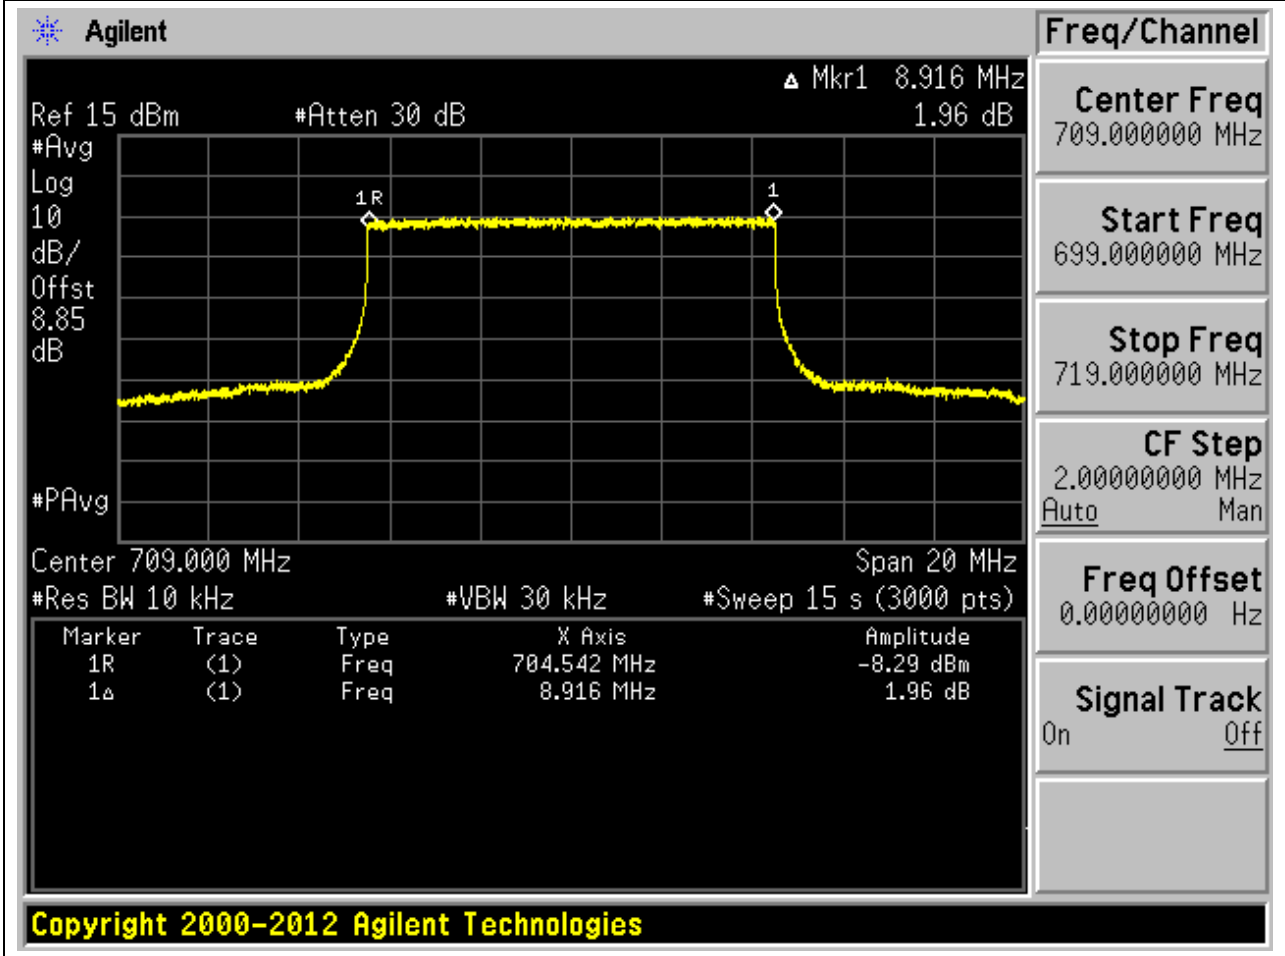 Agilent
Freq/Channel
Δ Mkr1 8.916 MHz
Ref 15 dBm #Atten 30 dB 1.96 dB
#Avg
Log
10
dB/
Offst
8.85
dB
1R
1
#PAvg
Center 709.000 MHz Span 20 MHz
#Res BW 10 kHz #VBW 30 kHz #Sweep 15 s (3000 pts)
Marker Trace Type X Axis Amplitude
1R (1) Freq 704.542 MHz -8.29 dBm
1Δ (1) Freq 8.916 MHz 1.96 dB
Center Freq
709.000000 MHz
Start Freq
699.000000 MHz
Stop Freq
719.000000 MHz
CF Step
2.00000000 MHz
Auto Man
Freq Offset
0.00000000 Hz
Signal Track
On Off
Copyright 2000-2012 Agilent Technologies